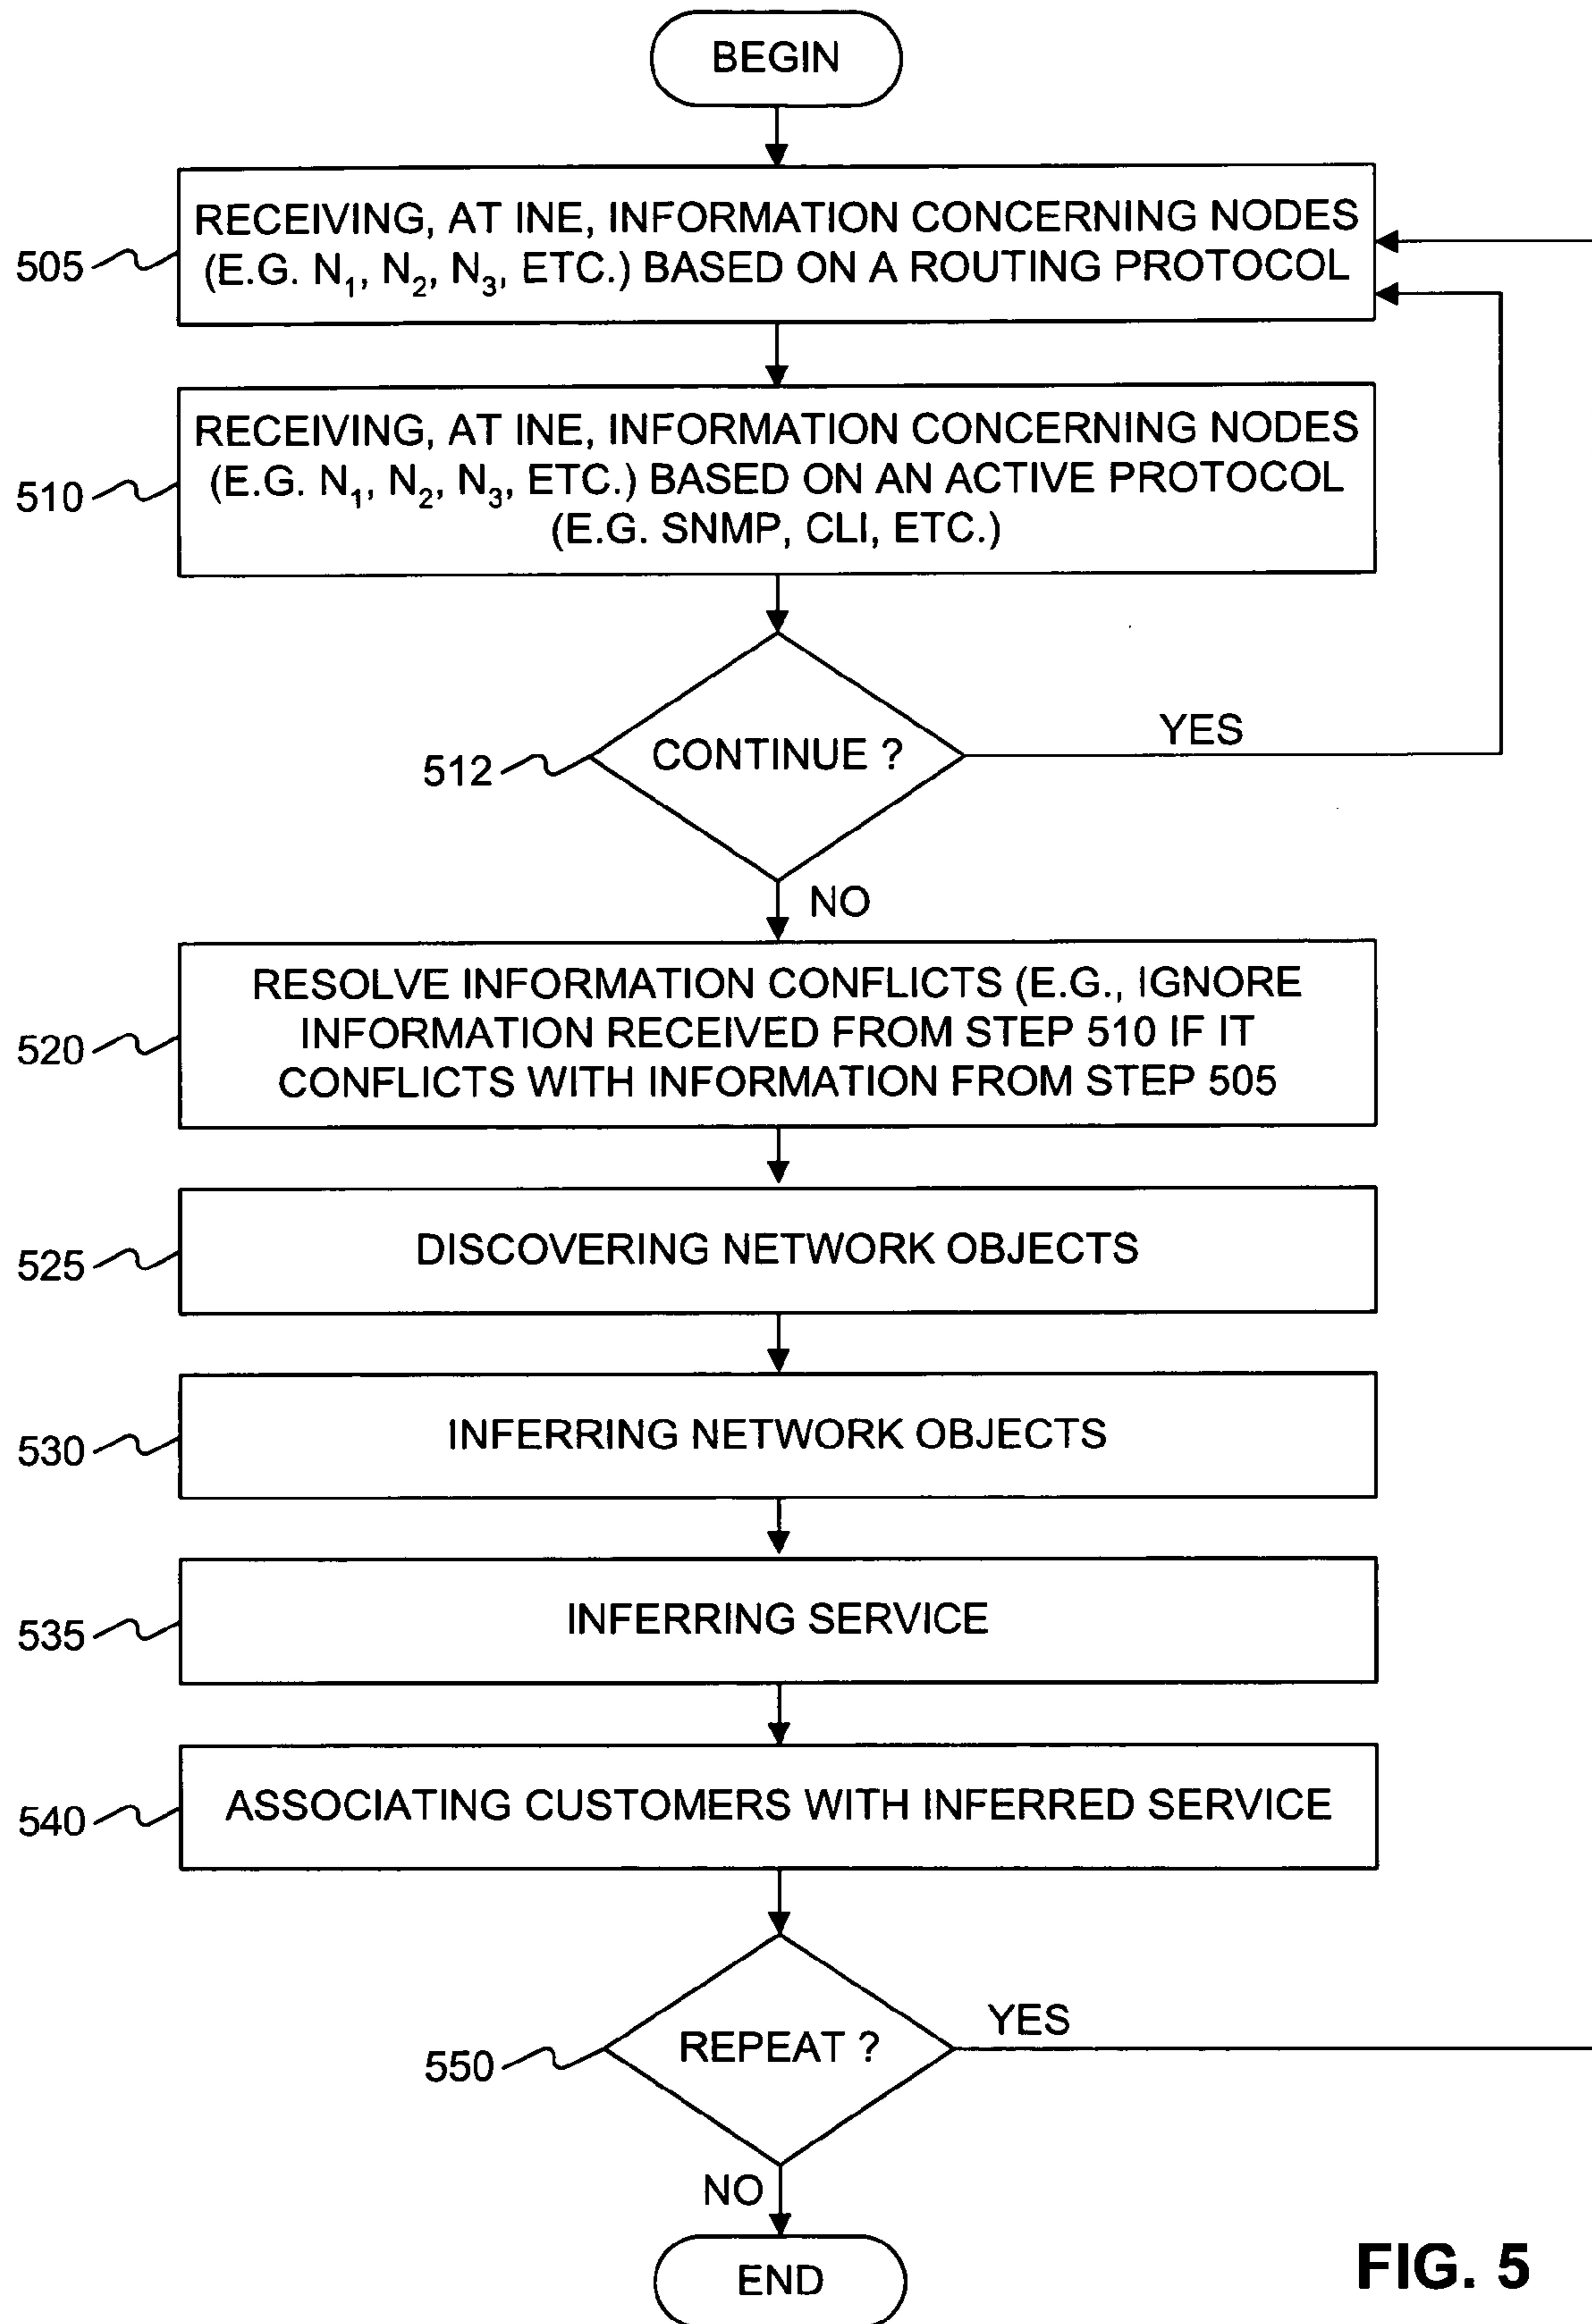 BEGIN
RECEIVING, AT INE, INFORMATION CONCERNING NODES
(E.G. N₁, N₂, N₃, ETC.) BASED ON A ROUTING PROTOCOL
505
RECEIVING, AT INE, INFORMATION CONCERNING NODES
(E.G. N₁, N₂, N₃, ETC.) BASED ON AN ACTIVE PROTOCOL
(E.G. SNMP, CLI, ETC.)
510
CONTINUE ?
512
YES
NO
RESOLVE INFORMATION CONFLICTS (E.G., IGNORE
INFORMATION RECEIVED FROM STEP 510 IF IT
CONFLICTS WITH INFORMATION FROM STEP 505
520
DISCOVERING NETWORK OBJECTS
525
INFERRING NETWORK OBJECTS
530
INFERRING SERVICE
535
ASSOCIATING CUSTOMERS WITH INFERRED SERVICE
540
REPEAT ?
550
YES
NO
END
FIG. 5